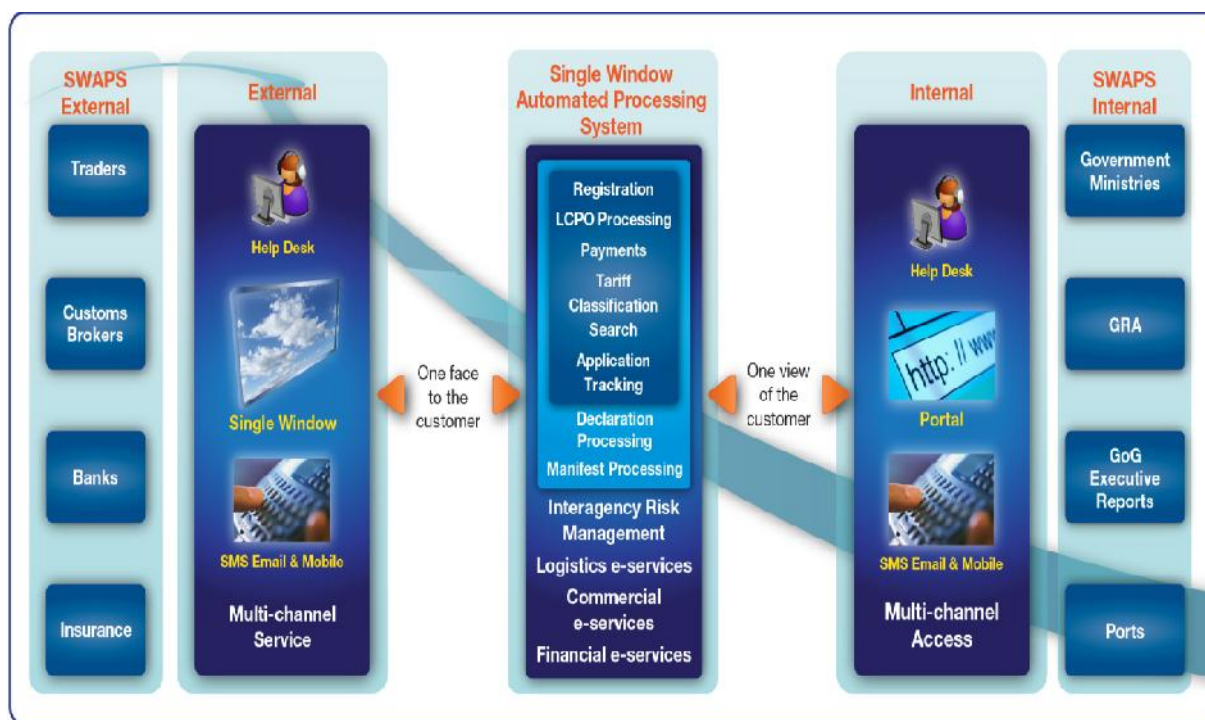 SWAPS
External
Traders
Customs
Brokers
Banks
Insurance
External
Help Desk
Single Window
SMS Email & Mobile
Multi-channel
Service
One face
to the
customer
Single Window
Automated Processing
System
Registration
LCPO Processing
Payments
Tariff
Classification
Search
Application
Tracking
Declaration
Processing
Manifest Processing
Interagency Risk
Management
Logistics e-services
Commercial
e-services
Financial e-services
One view
of the
customer
Internal
Help Desk
http: // www
Portal
SMS Email & Mobile
Multi-channel
Access
SWAPS
Internal
Government
Ministries
GRA
GoG
Executive
Reports
Ports